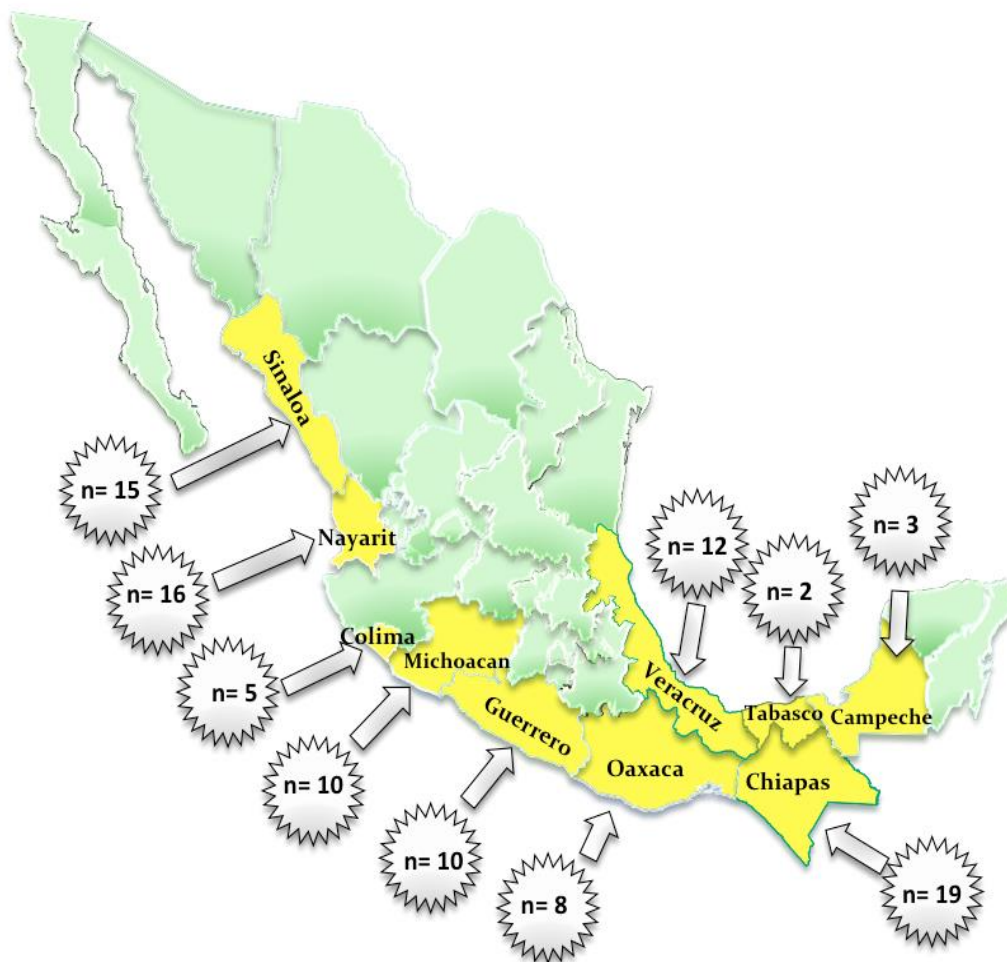 Sinaloa
n= 15
Nayarit
n= 16
n= 12
n= 3
n= 2
Colima
Michoacan
n= 5
Veracruz
Tabasco
Campeche
Guerrero
Oaxaca
Chiapas
n= 10
n= 10
n= 8
n= 19